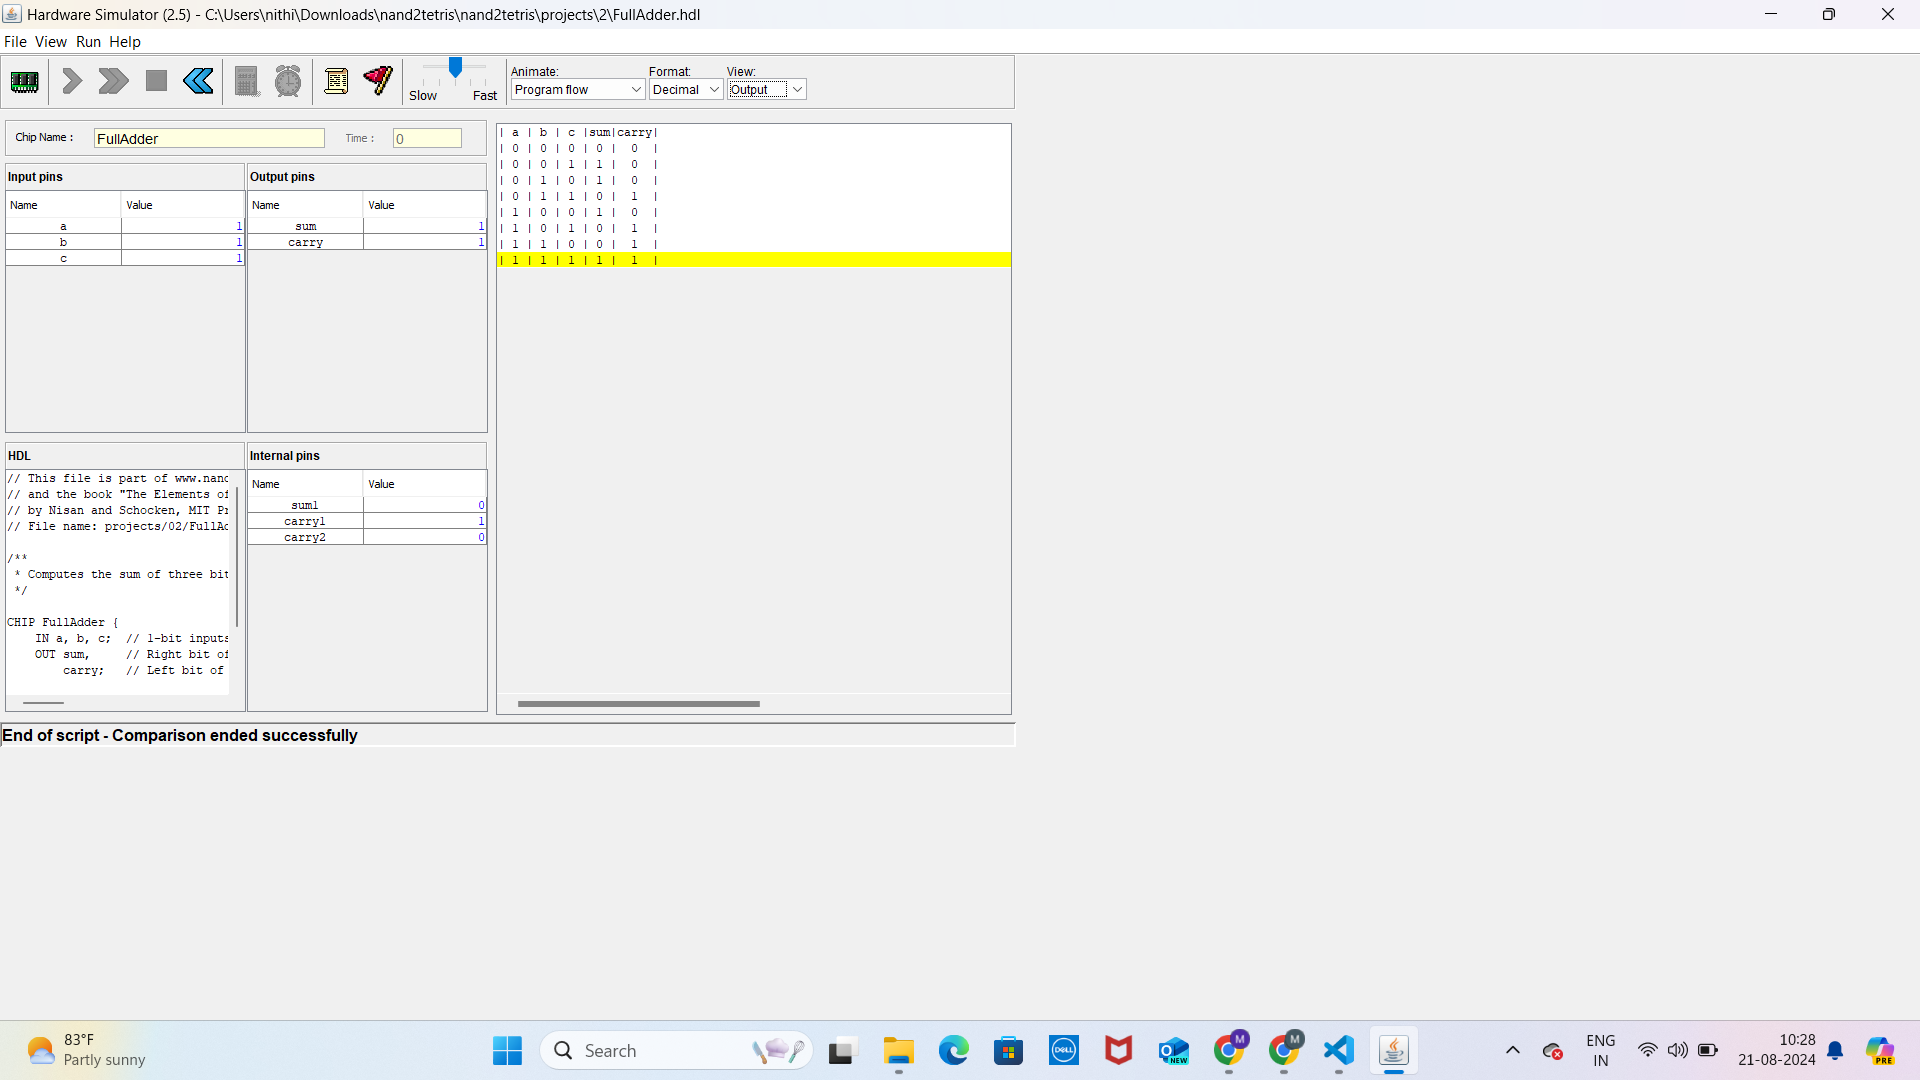 Hardware Simulator (2.5) - C:\Users\nithi\Downloads\nand2tetris\nand2tetris\projects\2\FullAdder.hdl
File View Run Help
Slow Fast
Animate: Format: View:
Program flow Decimal Output
Chip Name : FullAdder Time : 0
Input pins
Name Value
a 1
b 1
c 1
Output pins
Name Value
sum 1
carry 1
| a | b | c |sum|carry|
| 0 | 0 | 0 | 0 | 0 |
| 0 | 0 | 1 | 1 | 0 |
| 0 | 1 | 0 | 1 | 0 |
| 0 | 1 | 1 | 0 | 1 |
| 1 | 0 | 0 | 1 | 0 |
| 1 | 0 | 1 | 0 | 1 |
| 1 | 1 | 0 | 0 | 1 |
| 1 | 1 | 1 | 1 | 1 |
HDL
// This file is part of www.nand
// and the book "The Elements of
// by Nisan and Schocken, MIT Pr
// File name: projects/02/FullAd
/**
* Computes the sum of three bit
*/
CHIP FullAdder {
IN a, b, c; // 1-bit inputs
OUT sum, // Right bit of
carry; // Left bit of
Internal pins
Name Value
sum1 0
carry1 1
carry2 0
End of script - Comparison ended successfully
83°F
Partly sunny
Search
DELL
NEW
M
M
ENG
IN
10:28
21-08-2024
PRE